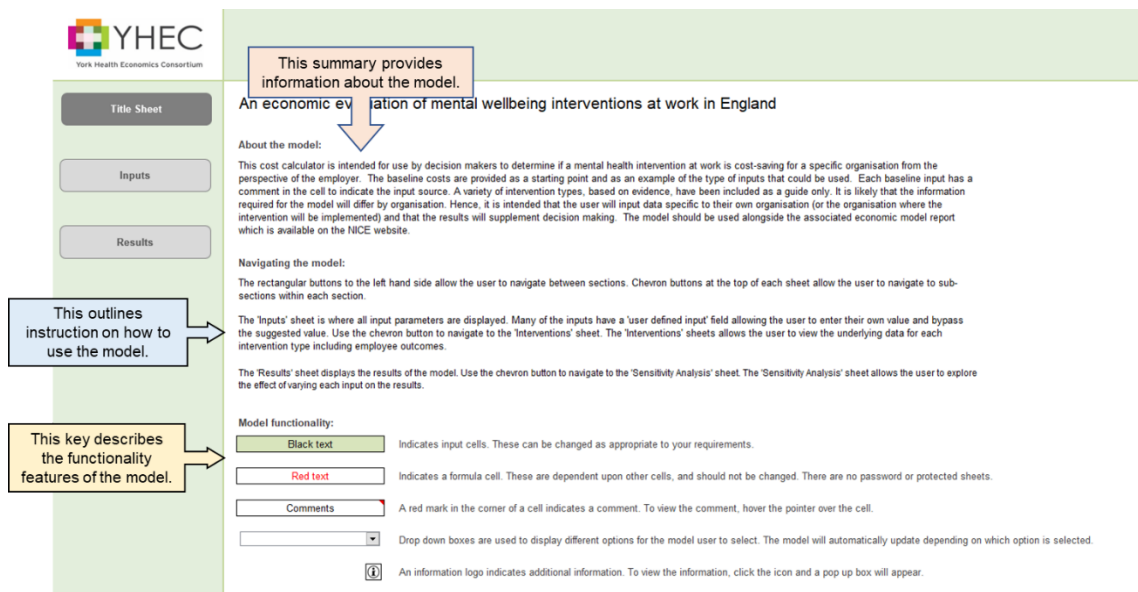 YHEC
York Health Economics Consortium
This summary provides
information about the model.
Title Sheet
Inputs
Results
An economic evaluation of mental wellbeing interventions at work in England
About the model:
This cost calculator is intended for use by decision makers to determine if a mental health intervention at work is cost-saving for a specific organisation from the
perspective of the employer. The baseline costs are provided as a starting point and as an example of the type of inputs that could be used. Each baseline input has a
comment in the cell to indicate the input source. A variety of intervention types, based on evidence, have been included as a guide only. It is likely that the information
required for the model will differ by organisation. Hence, it is intended that the user will input data specific to their own organisation (or the organisation where the
intervention will be implemented) and that the results will supplement decision making. The model should be used alongside the associated economic model report
which is available on the NICE website.
Navigating the model:
The rectangular buttons to the left hand side allow the user to navigate between sections. Chevron buttons at the top of each sheet allow the user to navigate to sub-
sections within each section.
This outlines
instruction on how to
use the model.
The 'Inputs' sheet is where all input parameters are displayed. Many of the inputs have a 'user defined input' field allowing the user to enter their own value and bypass
the suggested value. Use the chevron button to navigate to the 'Interventions' sheet. The 'Interventions' sheets allows the user to view the underlying data for each
intervention type including employee outcomes.
The 'Results' sheet displays the results of the model. Use the chevron button to navigate to the 'Sensitivity Analysis' sheet. The 'Sensitivity Analysis' sheet allows the user to explore
the effect of varying each input on the results.
This key describes
the functionality
features of the model.
Model functionality:
Black text
Indicates input cells. These can be changed as appropriate to your requirements.
Red text
Indicates a formula cell. These are dependent upon other cells, and should not be changed. There are no password or protected sheets.
Comments
A red mark in the corner of a cell indicates a comment. To view the comment, hover the pointer over the cell.
Drop down boxes are used to display different options for the model user to select. The model will automatically update depending on which option is selected.
An information logo indicates additional information. To view the information, click the icon and a pop up box will appear.